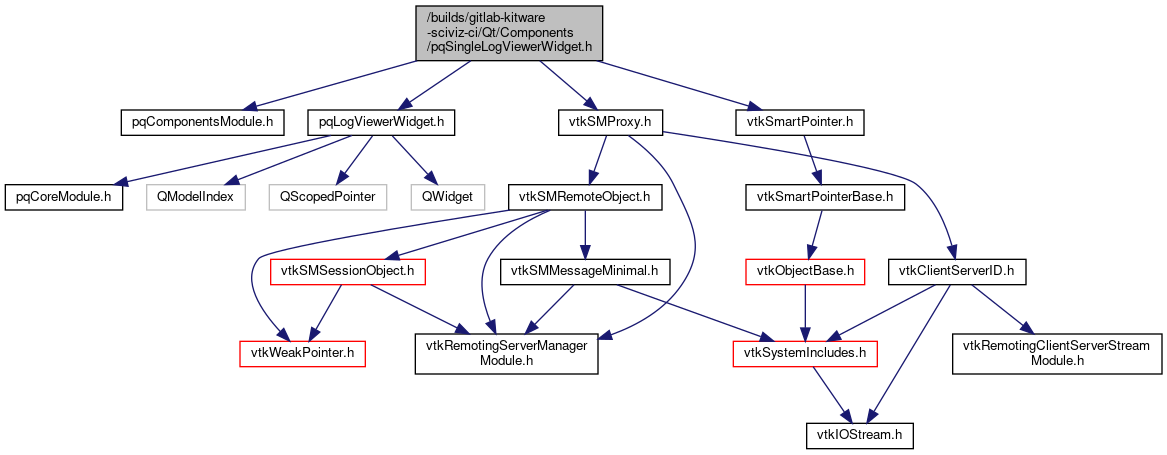 /builds/gitlab-kitware
-sciviz-ci/Qt/Components
/pqSingleLogViewerWidget.h
pqComponentsModule.h
pqLogViewerWidget.h
vtkSMProxy.h
vtkSmartPointer.h
pqCoreModule.h
QModelIndex
QScopedPointer
QWidget
vtkSMRemoteObject.h
vtkSmartPointerBase.h
vtkSMSessionObject.h
vtkSMMessageMinimal.h
vtkObjectBase.h
vtkClientServerID.h
vtkWeakPointer.h
vtkRemotingServerManager
Module.h
vtkSystemIncludes.h
vtkRemotingClientServerStream
Module.h
vtkIOStream.h